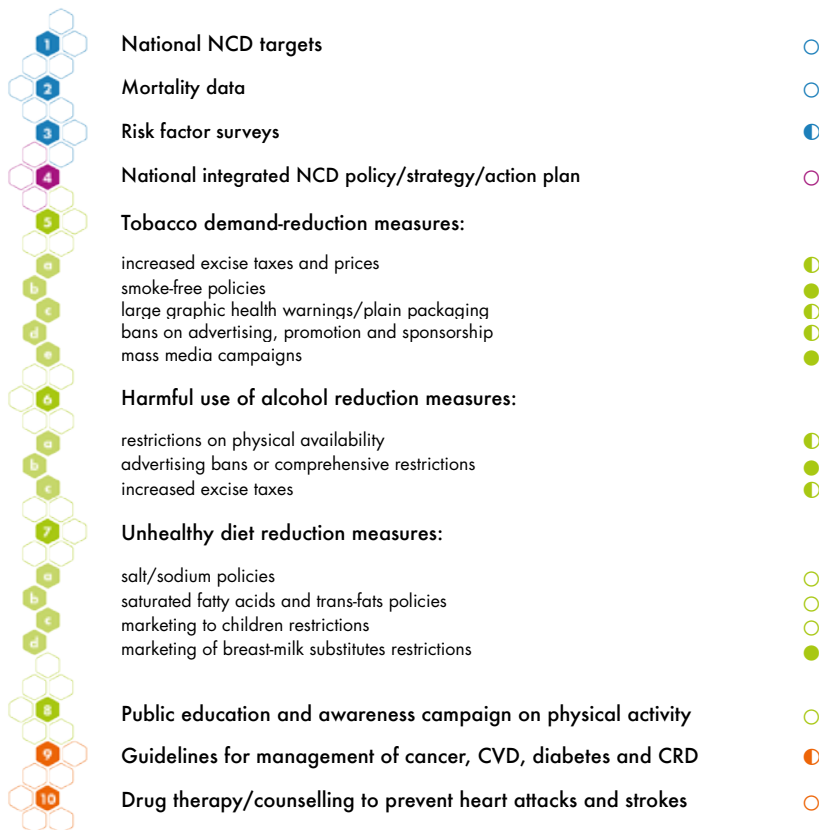 1 National NCD targets
2 Mortality data
3 Risk factor surveys
4 National integrated NCD policy/strategy/action plan
5 Tobacco demand-reduction measures:
a increased excise taxes and prices
b smoke-free policies
c large graphic health warnings/plain packaging
d bans on advertising, promotion and sponsorship
e mass media campaigns
6 Harmful use of alcohol reduction measures:
a restrictions on physical availability
b advertising bans or comprehensive restrictions
c increased excise taxes
7 Unhealthy diet reduction measures:
a salt/sodium policies
b saturated fatty acids and trans-fats policies
c marketing to children restrictions
d marketing of breast-milk substitutes restrictions
8 Public education and awareness campaign on physical activity
9 Guidelines for management of cancer, CVD, diabetes and CRD
10 Drug therapy/counselling to prevent heart attacks and strokes